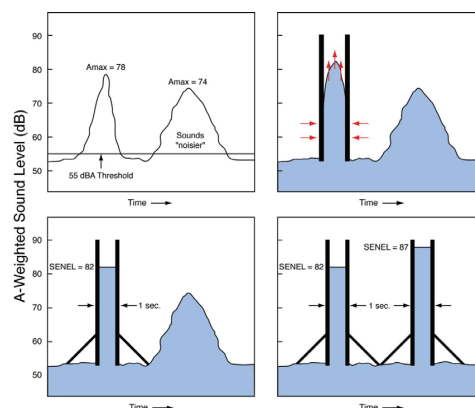 A-Weighted Sound Level (dB)
90
80
70
60
50
Amax = 78
Amax = 74
Sounds
"noisier"
55 dBA Threshold
Time
Time
90
80
70
60
50
SENEL = 82
1 sec.
Time
SENEL = 87
SENEL = 82
1 sec.
Time